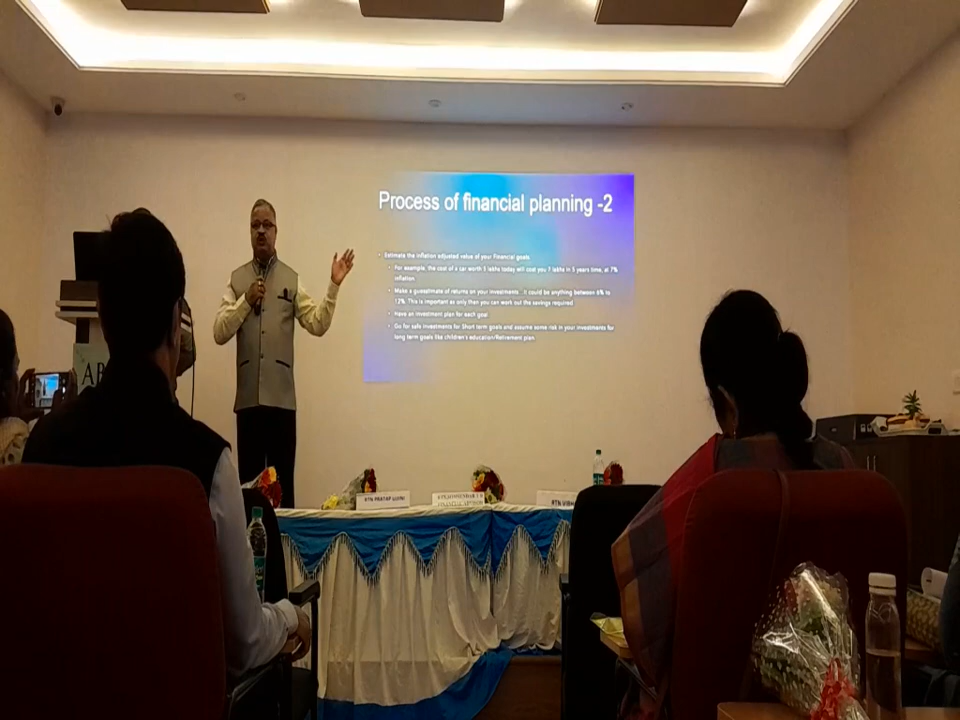 Process of financial planning -2
Estimate the inflation adjusted value of your Financial goals
For example, the cost of a car worth 5 lakhs today will cost you 7 lakhs in 5 years time, at 7%
inflation
Make a guesstimate of returns on your investments . It could be anything between 8% to
12%. This is important as only then you can work out the savings required.
Have an investment plan for each goal.
Go for safe investments for Short term goals and assume some risk in your investments for
long term goals like children's education/Retirement plan
RTN PRATAP
FINANCIAL ADVISOR
RTN